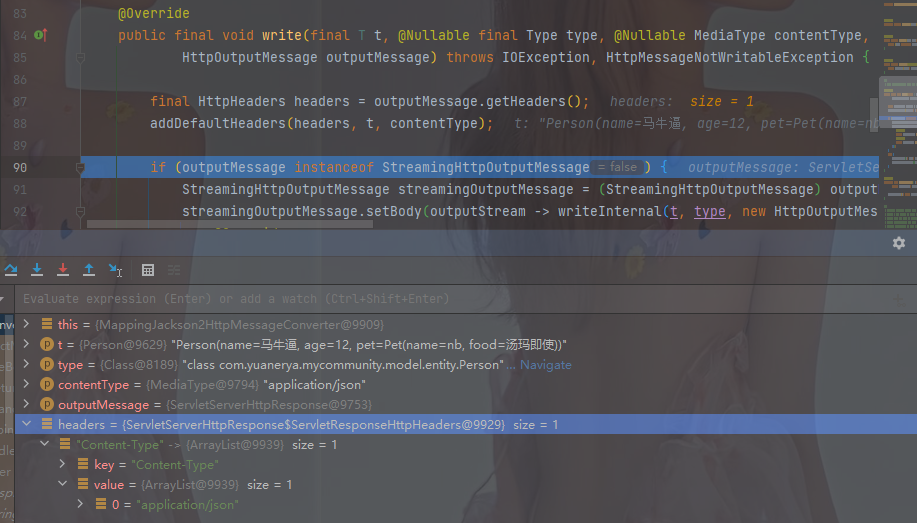 83 @Override
84 public final void write(final T t, @Nullable final Type type, @Nullable MediaType contentType,
85 HttpOutputMessage outputMessage) throws IOException, HttpMessageNotWritableException {
86
87 final HttpHeaders headers = outputMessage.getHeaders(); headers: size = 1
88 addDefaultHeaders(headers, t, contentType); t: "Person(name=马牛逼, age=12, pet=Pet(name=nb
89
90 if (outputMessage instanceof StreamingHttpOutputMessage = false ) { outputMessage: ServletSe
91 StreamingHttpOutputMessage streamingOutputMessage = (StreamingHttpOutputMessage) output
92 streamingOutputMessage.setBody(outputStream -> writeInternal(t, type, new HttpOutputMes
Evaluate expression (Enter) or add a watch (Ctrl+Shift+Enter)
this = {MappingJackson2HttpMessageConverter@9909}
t = {Person@9629} "Person(name=马牛逼, age=12, pet=Pet(name=nb, food=汤玛即使))"
type = {Class@8189} "class com.yuanerya.mycommunity.model.entity.Person" ... Navigate
contentType = {MediaType@9794} "application/json"
outputMessage = {ServletServerHttpResponse@9753}
headers = {ServletServerHttpResponse$ServletResponseHttpHeaders@9929} size = 1
"Content-Type" -> {ArrayList@9939} size = 1
key = "Content-Type"
value = {ArrayList@9939} size = 1
0 = "application/json"